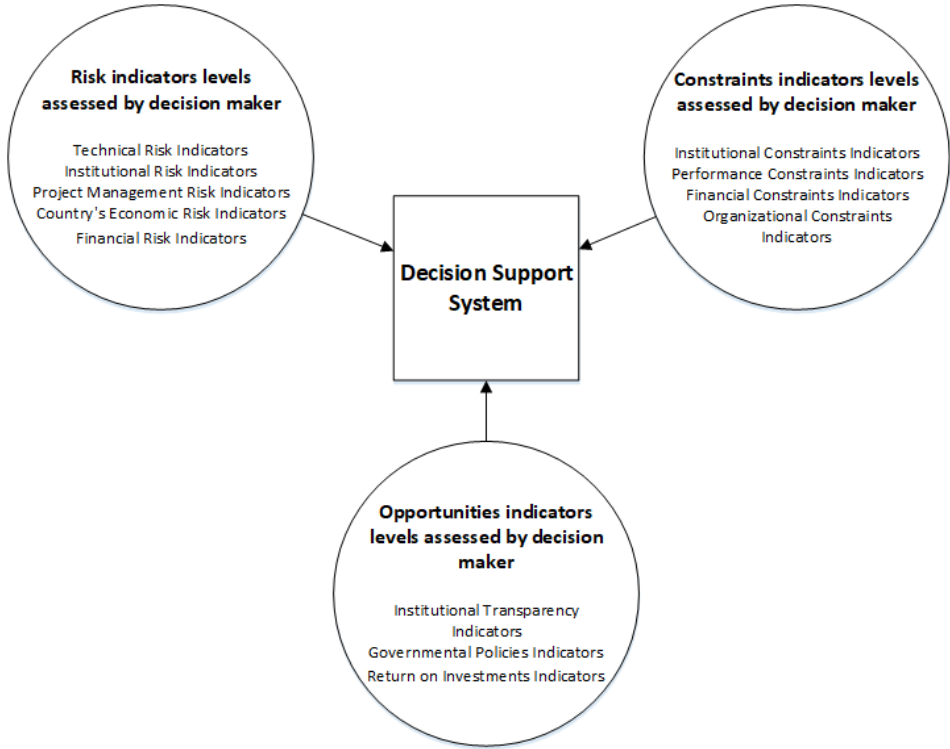 Risk indicators levels
assessed by decision maker
Technical Risk Indicators
Institutional Risk Indicators
Project Management Risk Indicators
Country's Economic Risk Indicators
Financial Risk Indicators
Constraints indicators levels
assessed by decision maker
Institutional Constraints Indicators
Performance Constraints Indicators
Financial Constraints Indicators
Organizational Constraints
Indicators
Decision Support
System
Opportunities indicators
levels assessed by decision
maker
Institutional Transparency
Indicators
Governmental Policies Indicators
Return on Investments Indicators